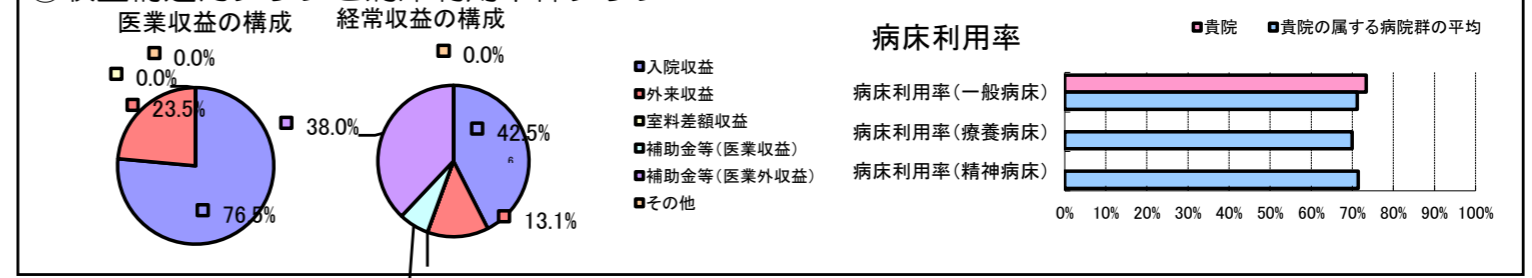 医業収益の構成
0.0%
0.0%
23.5%
76.5%
経常収益の構成
0.0%
38.0%
42.5%
6
13.1%
■入院収益
■外来収益
■室料差額収益
■補助金等(医業収益)
■補助金等(医業外収益)
■その他
病床利用率
■貴院 ■貴院の属する病院群の平均
病床利用率(一般病床)
病床利用率(療養病床)
病床利用率(精神病床)
0% 10% 20% 30% 40% 50% 60% 70% 80% 90% 100%